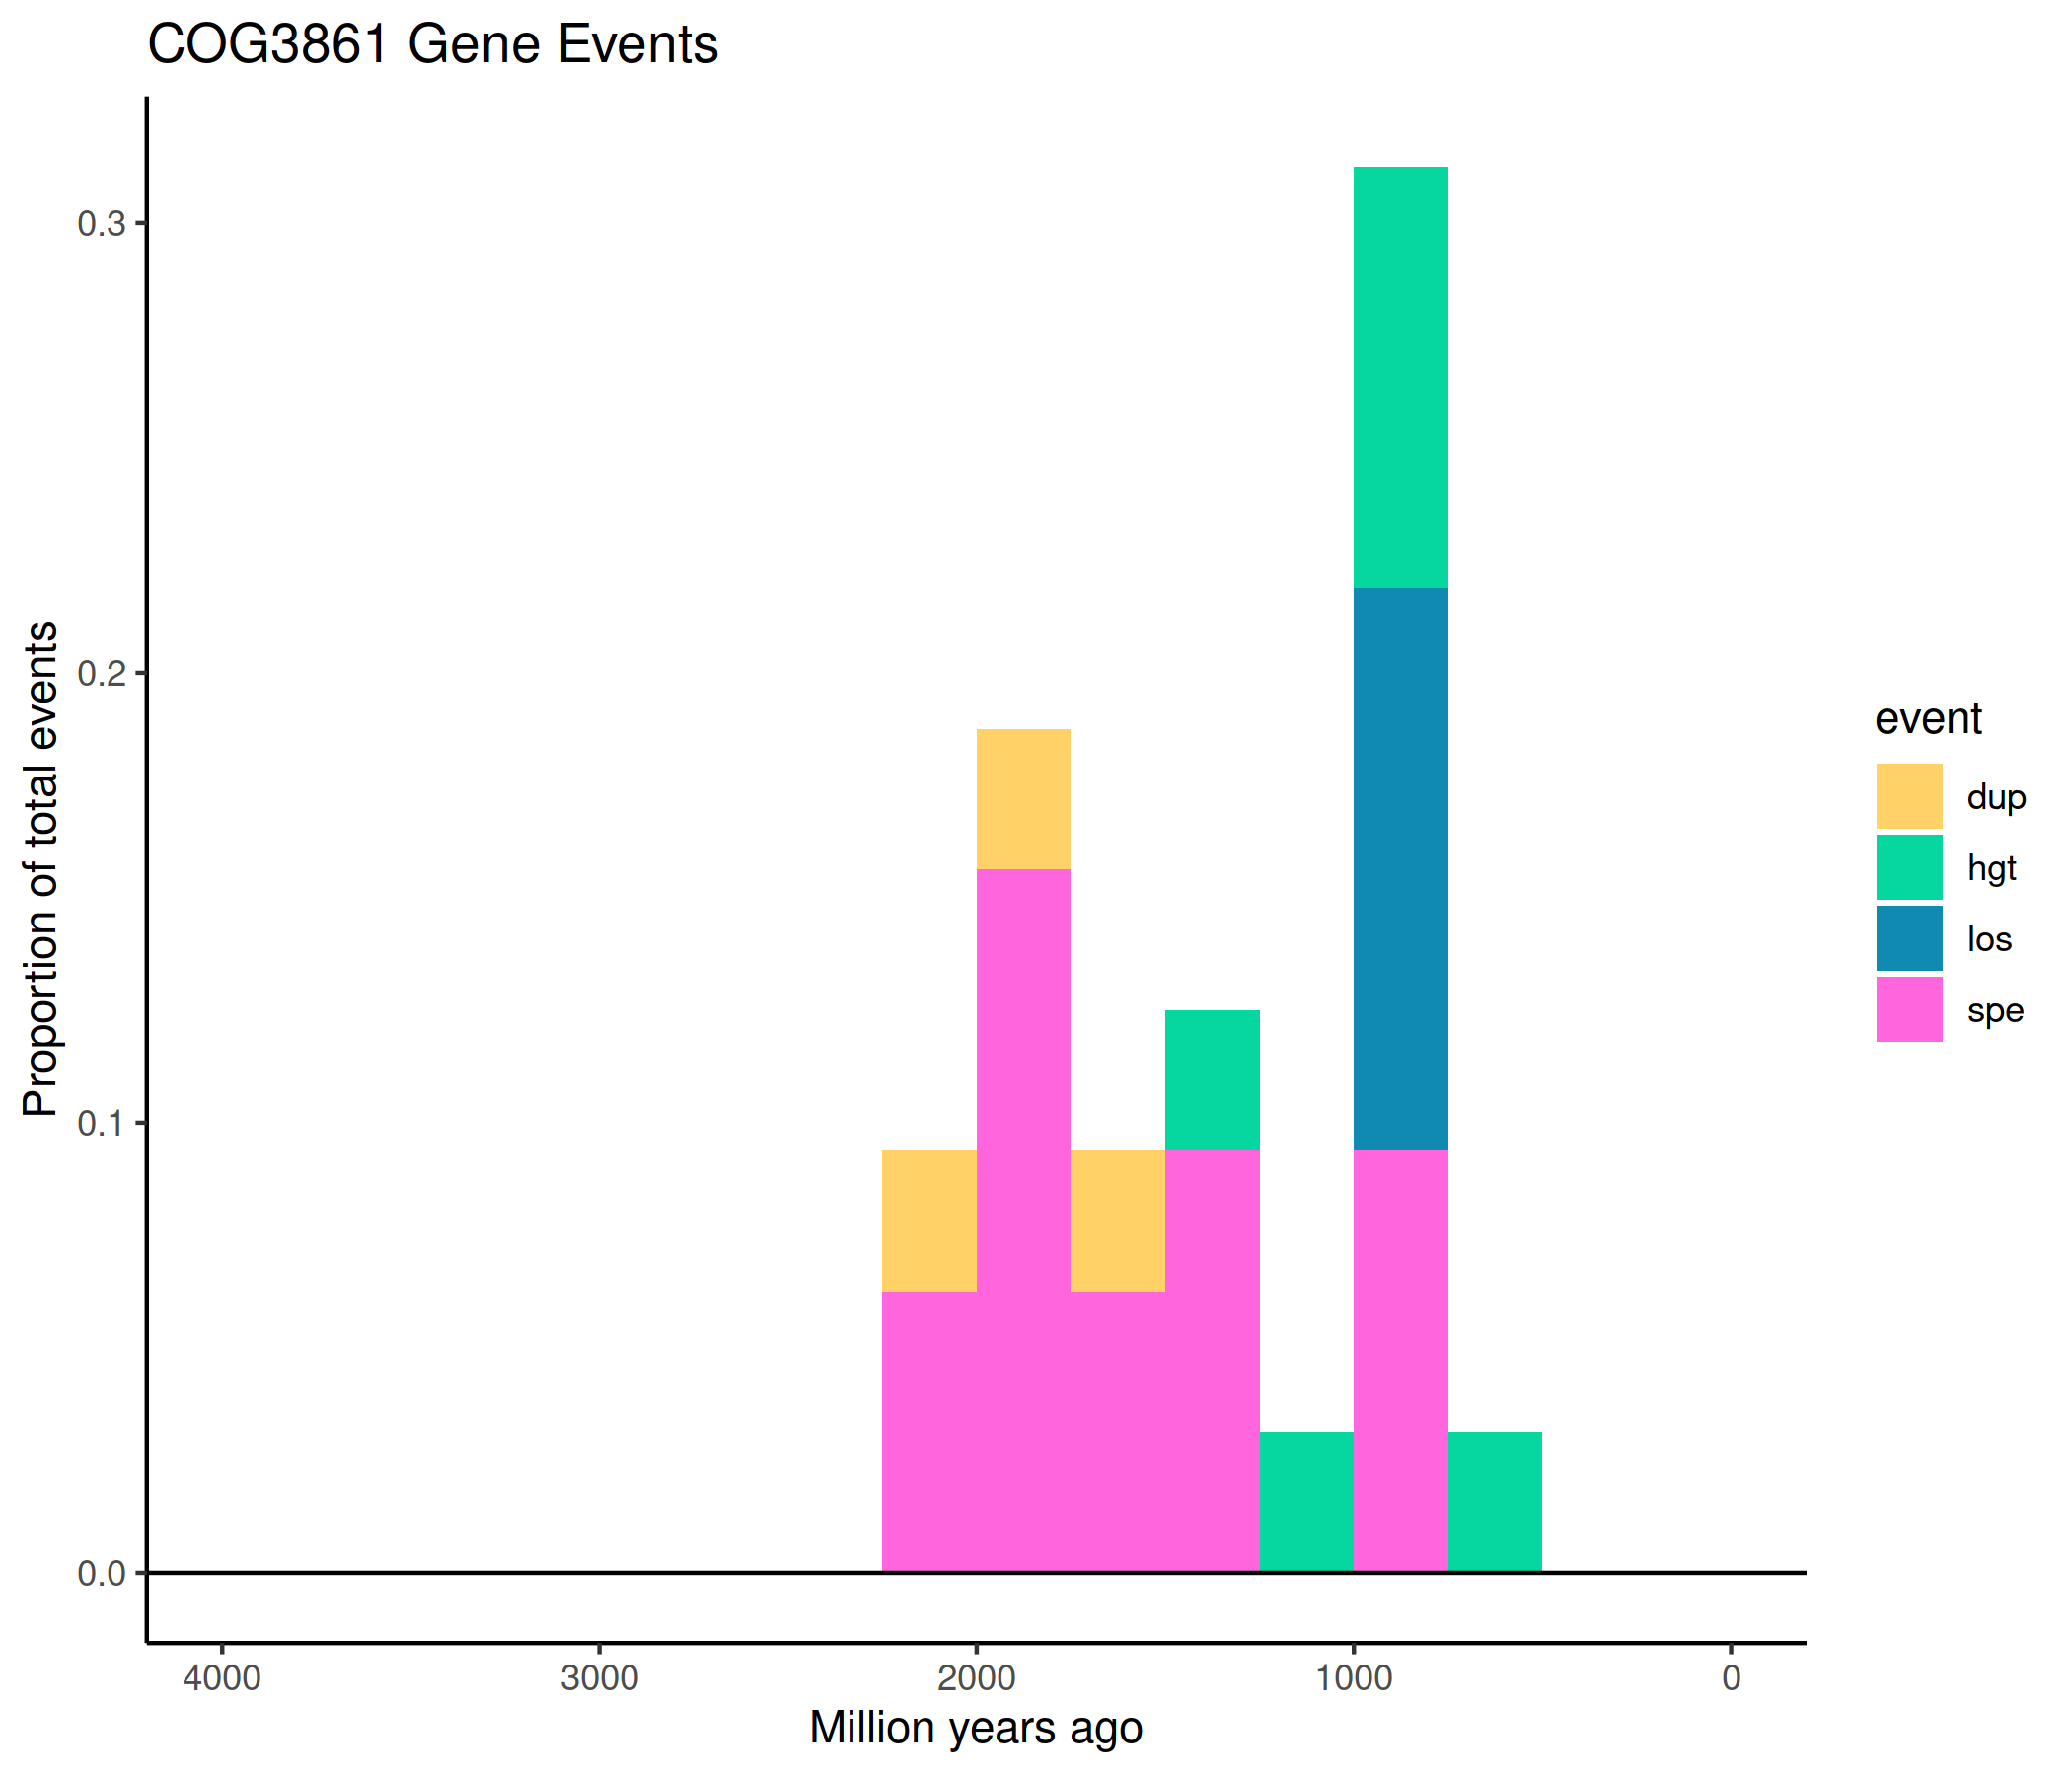 COG3861 Gene Events
Proportion of total events
0.3
0.2
0.1
0.0
4000 3000 2000 1000 0
Million years ago
event
dup
hgt
los
spe